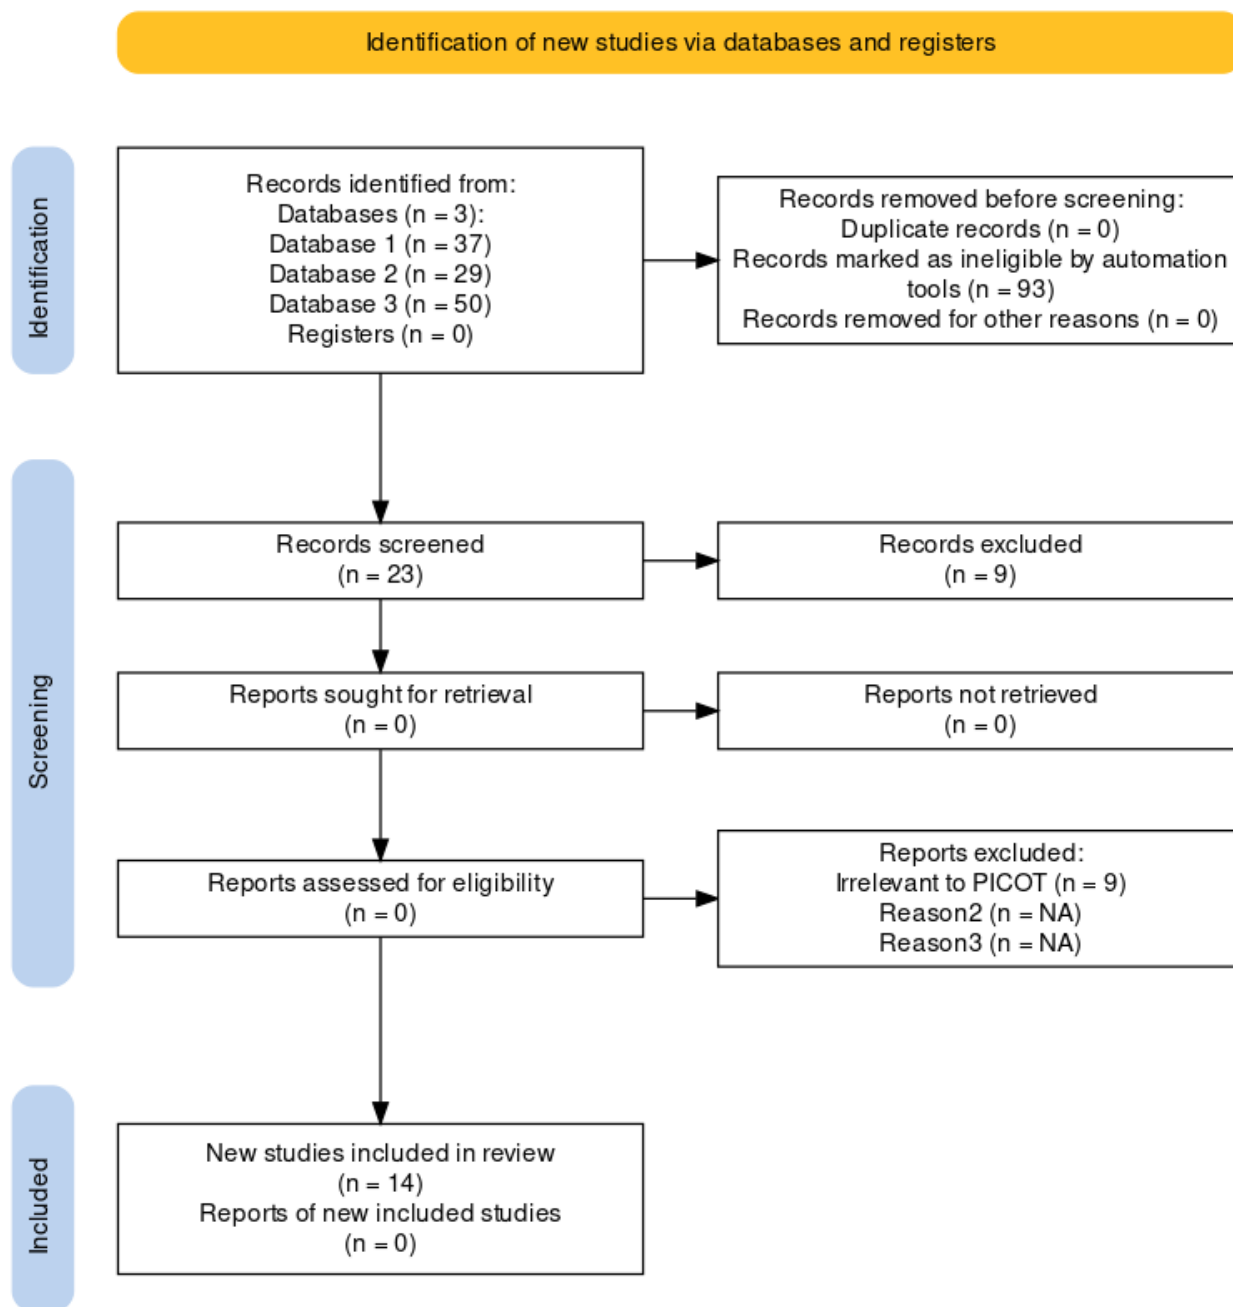 Identification of new studies via databases and registers
Identification
Records identified from:
Databases (n = 3):
Database 1 (n = 37)
Database 2 (n = 29)
Database 3 (n = 50)
Registers (n = 0)
Records removed before screening:
Duplicate records (n = 0)
Records marked as ineligible by automation
tools (n = 93)
Records removed for other reasons (n = 0)
Screening
Records screened
(n = 23)
Records excluded
(n = 9)
Reports sought for retrieval
(n = 0)
Reports not retrieved
(n = 0)
Reports assessed for eligibility
(n = 0)
Reports excluded:
Irrelevant to PICOT (n = 9)
Reason2 (n = NA)
Reason3 (n = NA)
Included
New studies included in review
(n = 14)
Reports of new included studies
(n = 0)